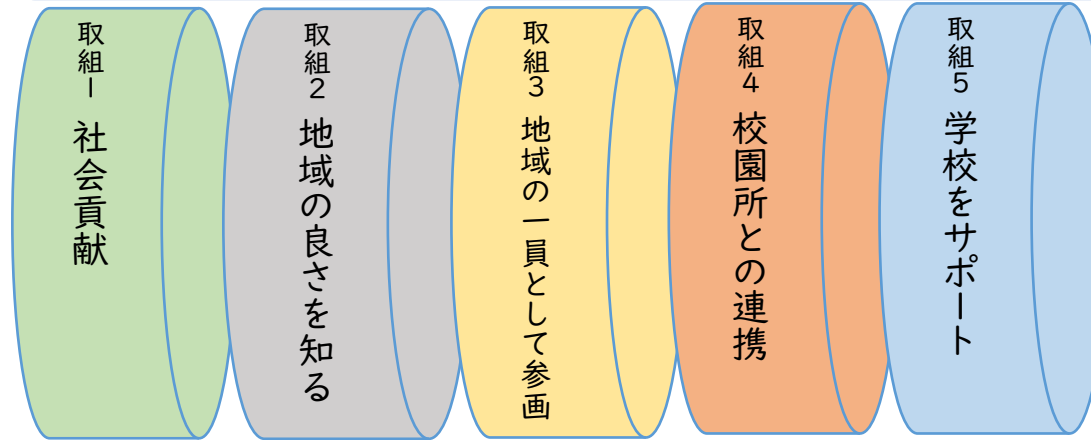 取組1 社会貢献
取組2 地域の良さを知る
取組3 地域の一員として参画
取組4 校園所との連携
取組5 学校をサポート